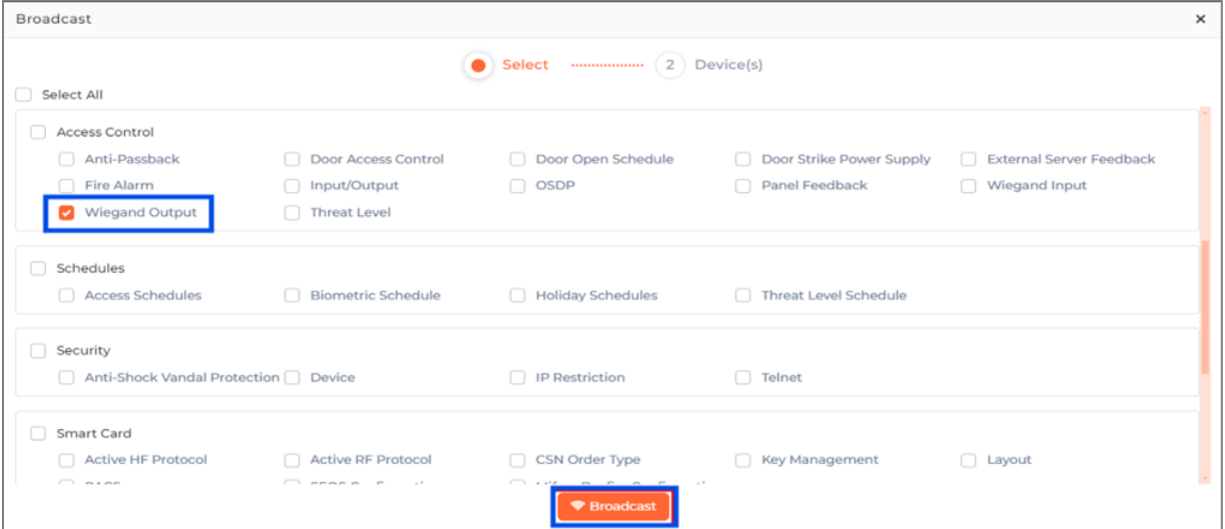 Broadcast ×
Select 2 Device(s)
Select All
Access Control
Anti-Passback Door Access Control Door Open Schedule Door Strike Power Supply External Server Feedback
Fire Alarm Input/Output OSDP Panel Feedback Wiegand Input
Wiegand Output Threat Level
Schedules
Access Schedules Biometric Schedule Holiday Schedules Threat Level Schedule
Security
Anti-Shock Vandal Protection Device IP Restriction Telnet
Smart Card
Active HF Protocol Active RF Protocol CSN Order Type Key Management Layout
Broadcast